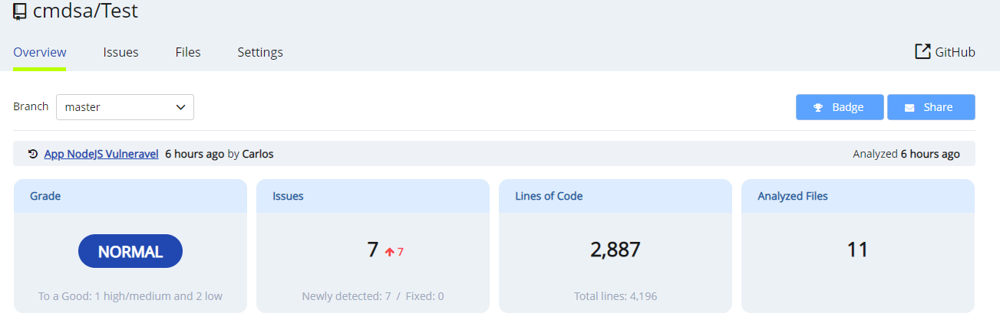 cmdsa/Test
Overview Issues Files Settings GitHub
Branch master Badge Share
App NodeJS Vulneravel 6 hours ago by Carlos Analyzed 6 hours ago
Grade Issues Lines of Code Analyzed Files
NORMAL 7 7 2,887 11
To a Good: 1 high/medium and 2 low Newly detected: 7 / Fixed: 0 Total lines: 4,196